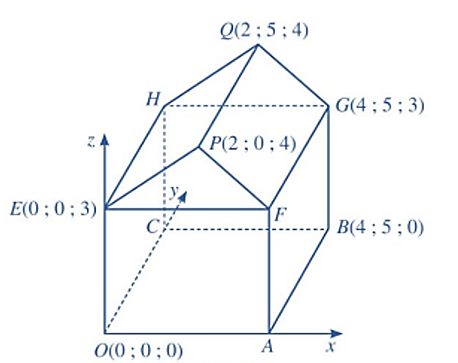 Q(2 ; 5 ; 4)
H
G(4 ; 5 ; 3)
z
P(2 ; 0 ; 4)
y
E(0 ; 0 ; 3)
F
C
B(4 ; 5 ; 0)
O(0 ; 0 ; 0)
A
x